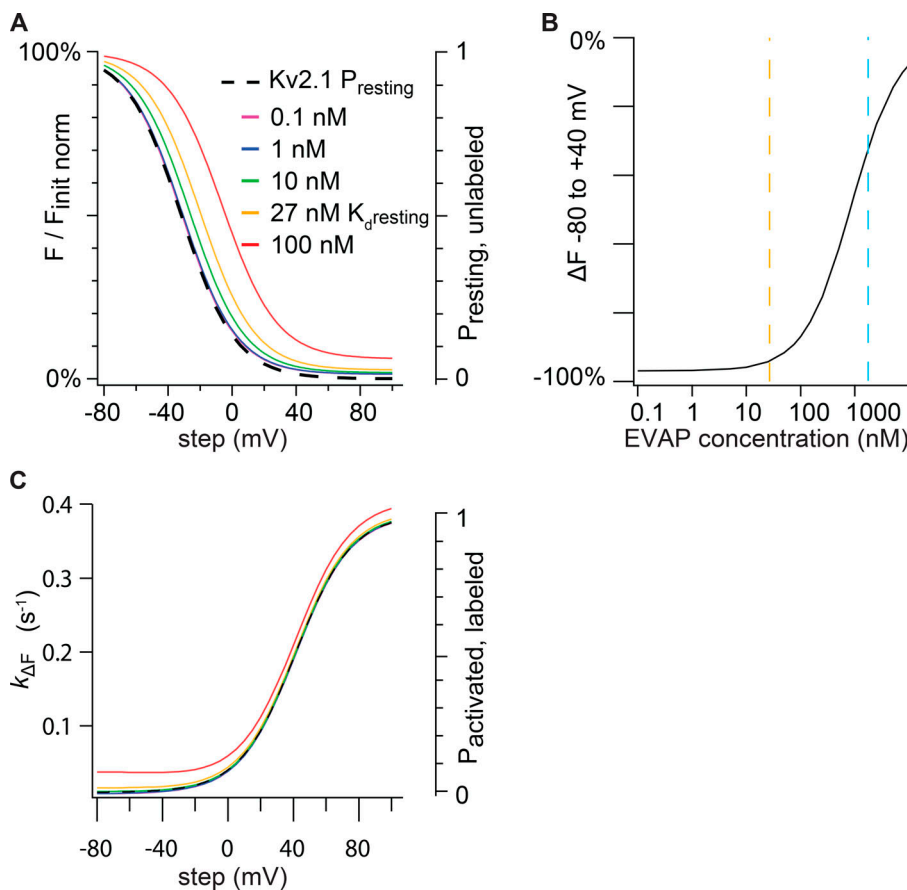 A
100%
F / Finit norm
0%
-80
-40
0
40
80
step (mV)
Kv2.1 Presting
0.1 nM
1 nM
10 nM
27 nM Kdresting
100 nM
1
Presting, unlabeled
0
B
0%
ΔF -80 to +40 mV
-100%
0.1
1
10
100
1000
EVAP concentration (nM)
C
0.4
0.3
0.2
0.1
kΔF (s-1)
-80
-40
0
40
80
step (mV)
1
Pactivated, labeled
0